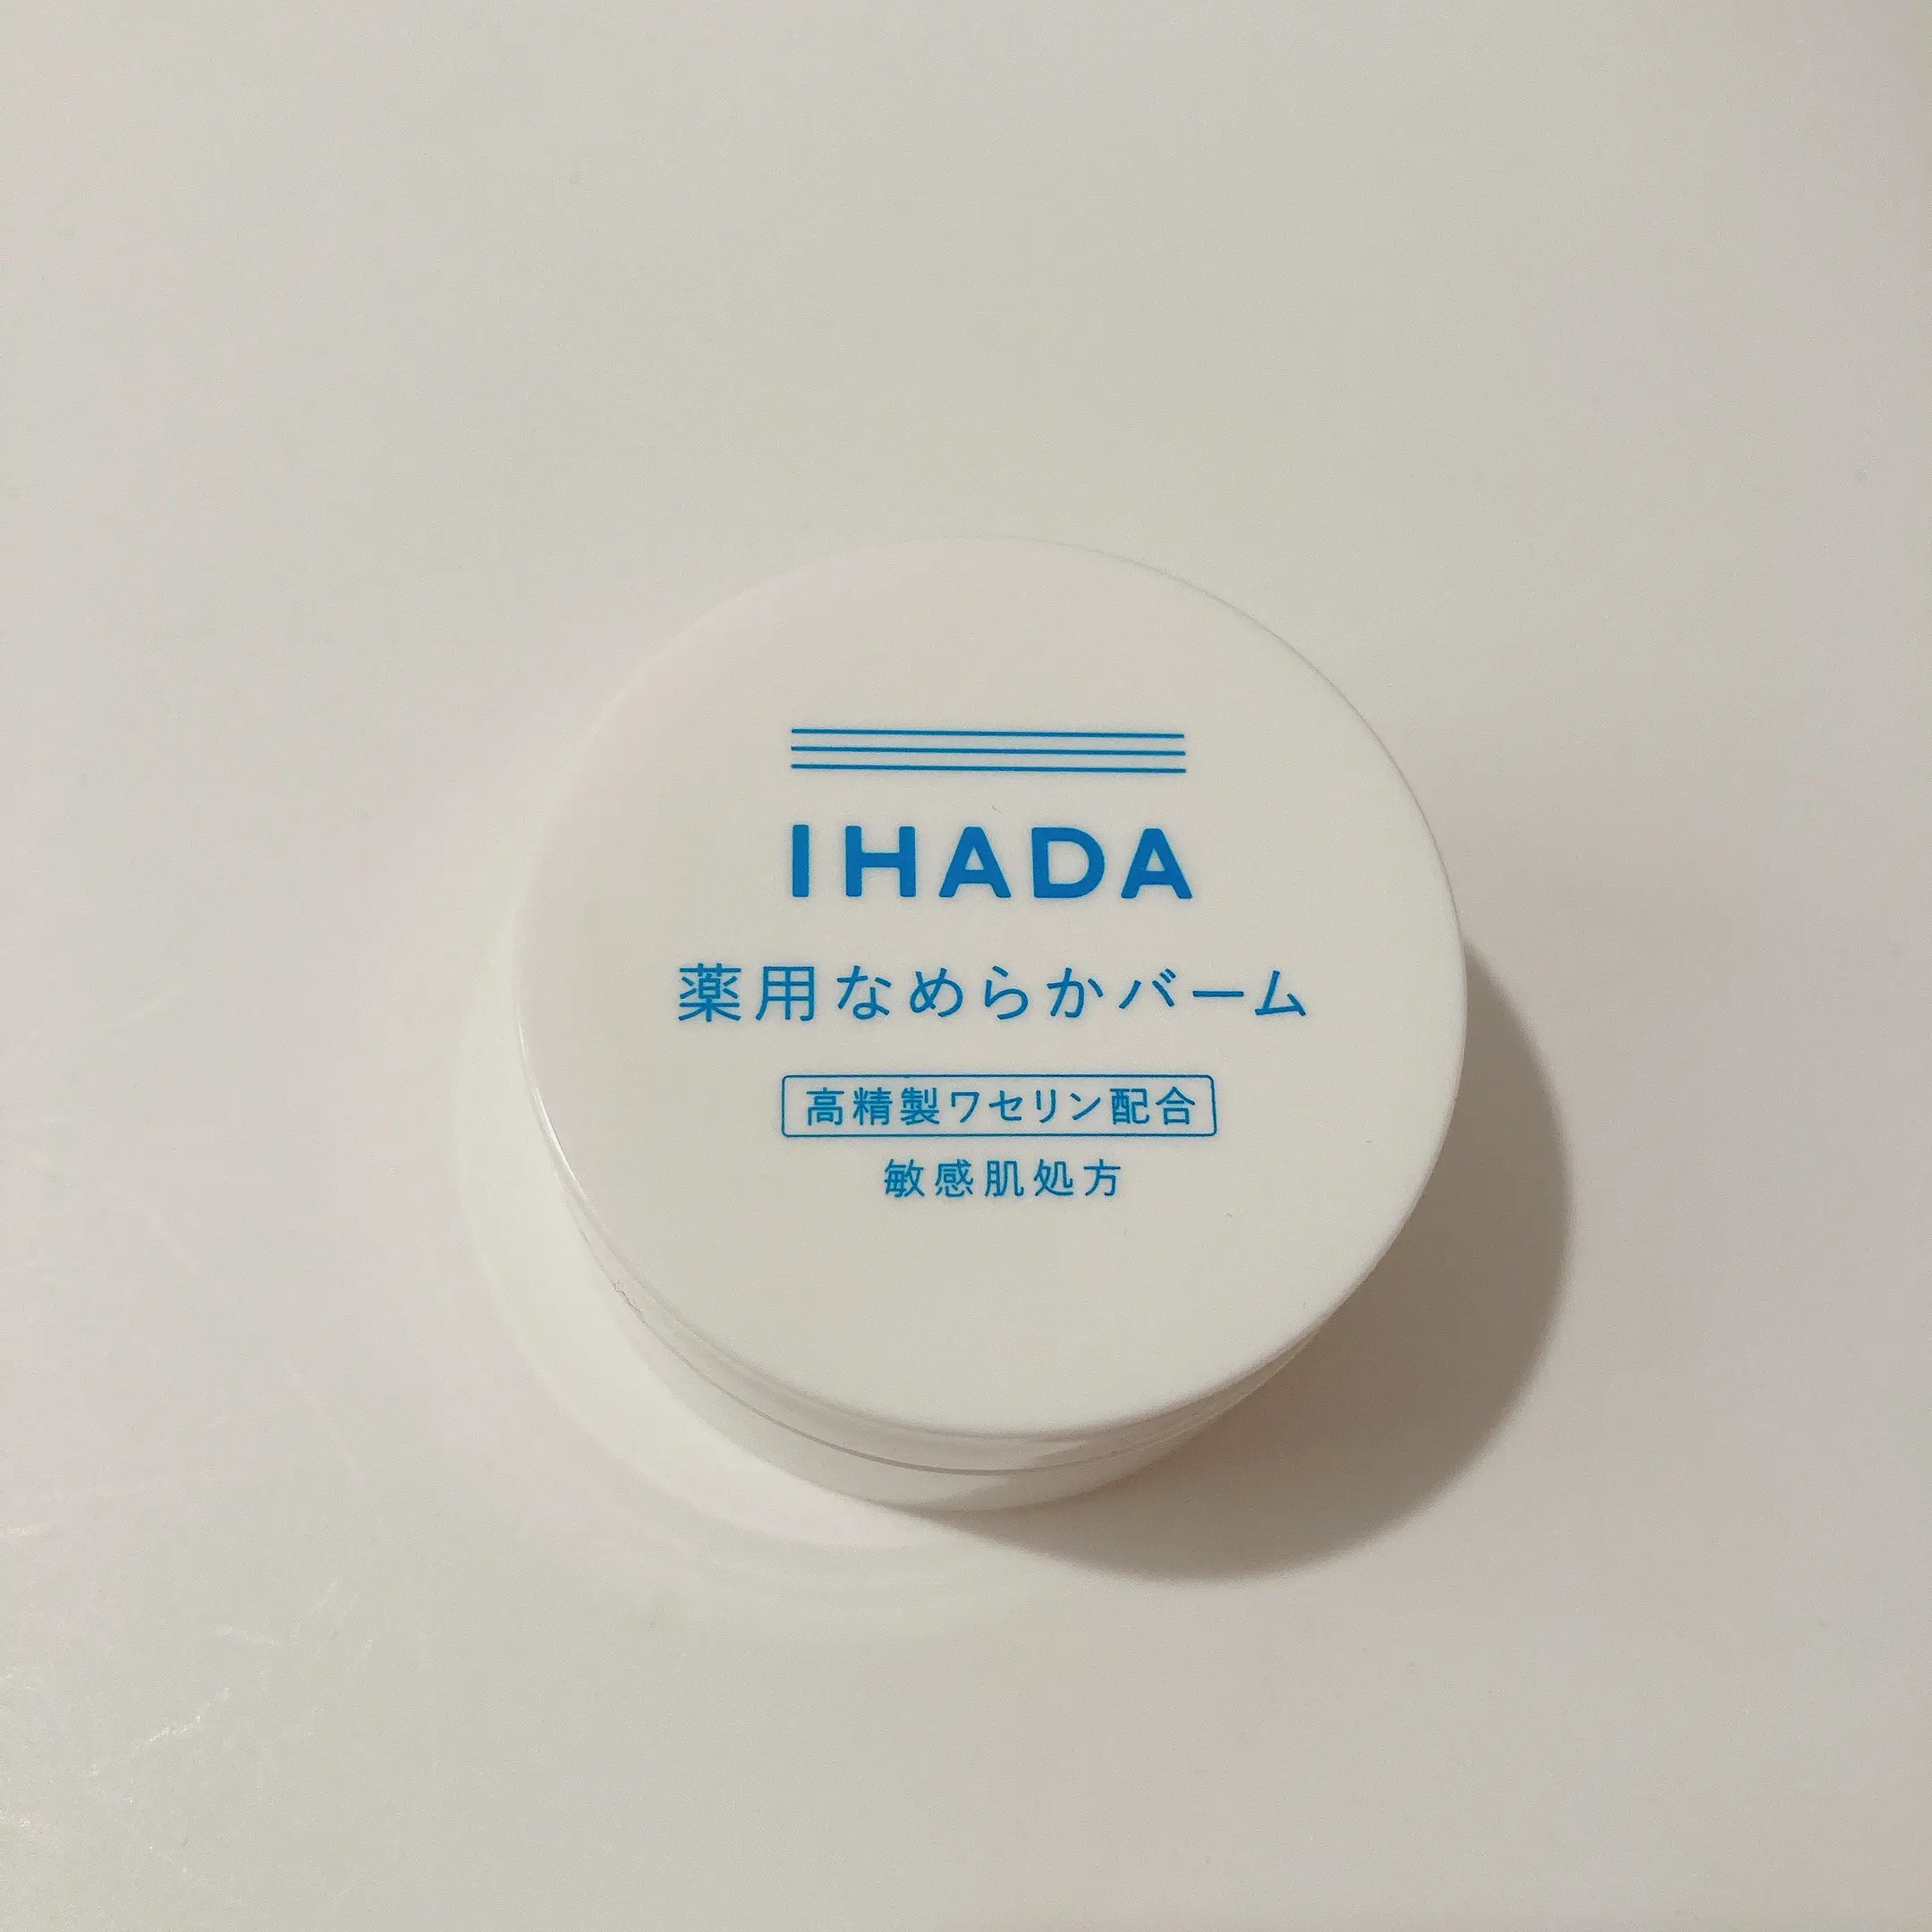 IHADA
薬用なめらかバーム
高精製ワセリン配合
敏感肌処方